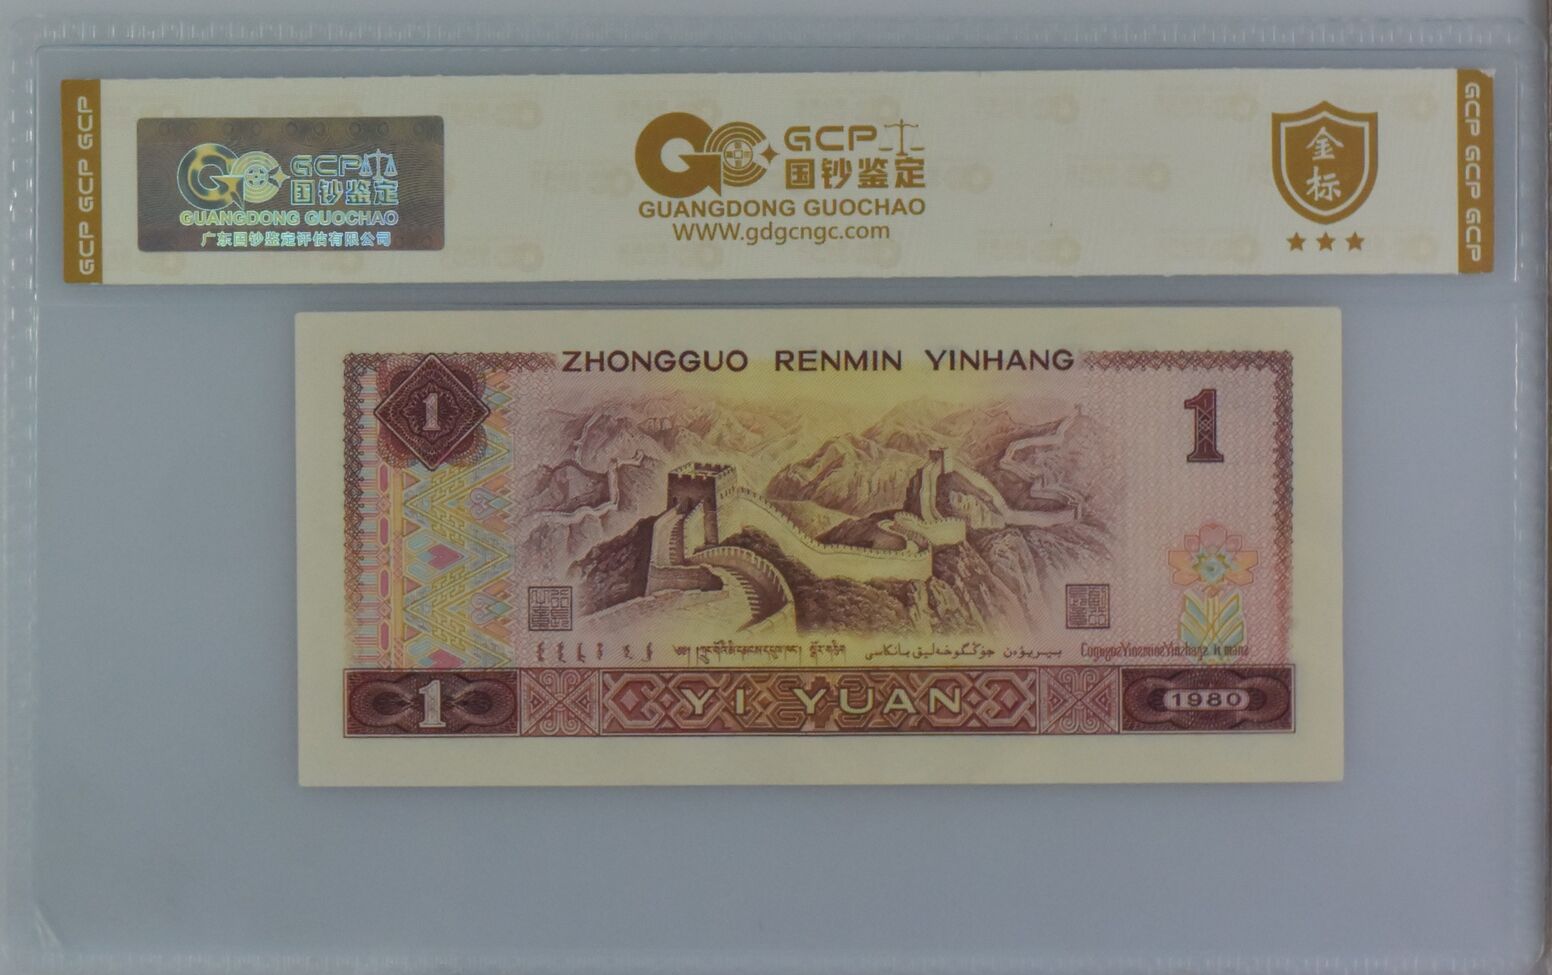 GCP GCP GCP
GCP
国钞鉴定
GUANGDONG GUOCHAO
广东国钞鉴定评估有限公司
GCP
国钞鉴定
GUANGDONG GUOCHAO
WWW.gdgcngc.com
金标
GCP GCP GCP
ZHONGGUO RENMIN YINHANG
1
1
YI YUAN
1
1980